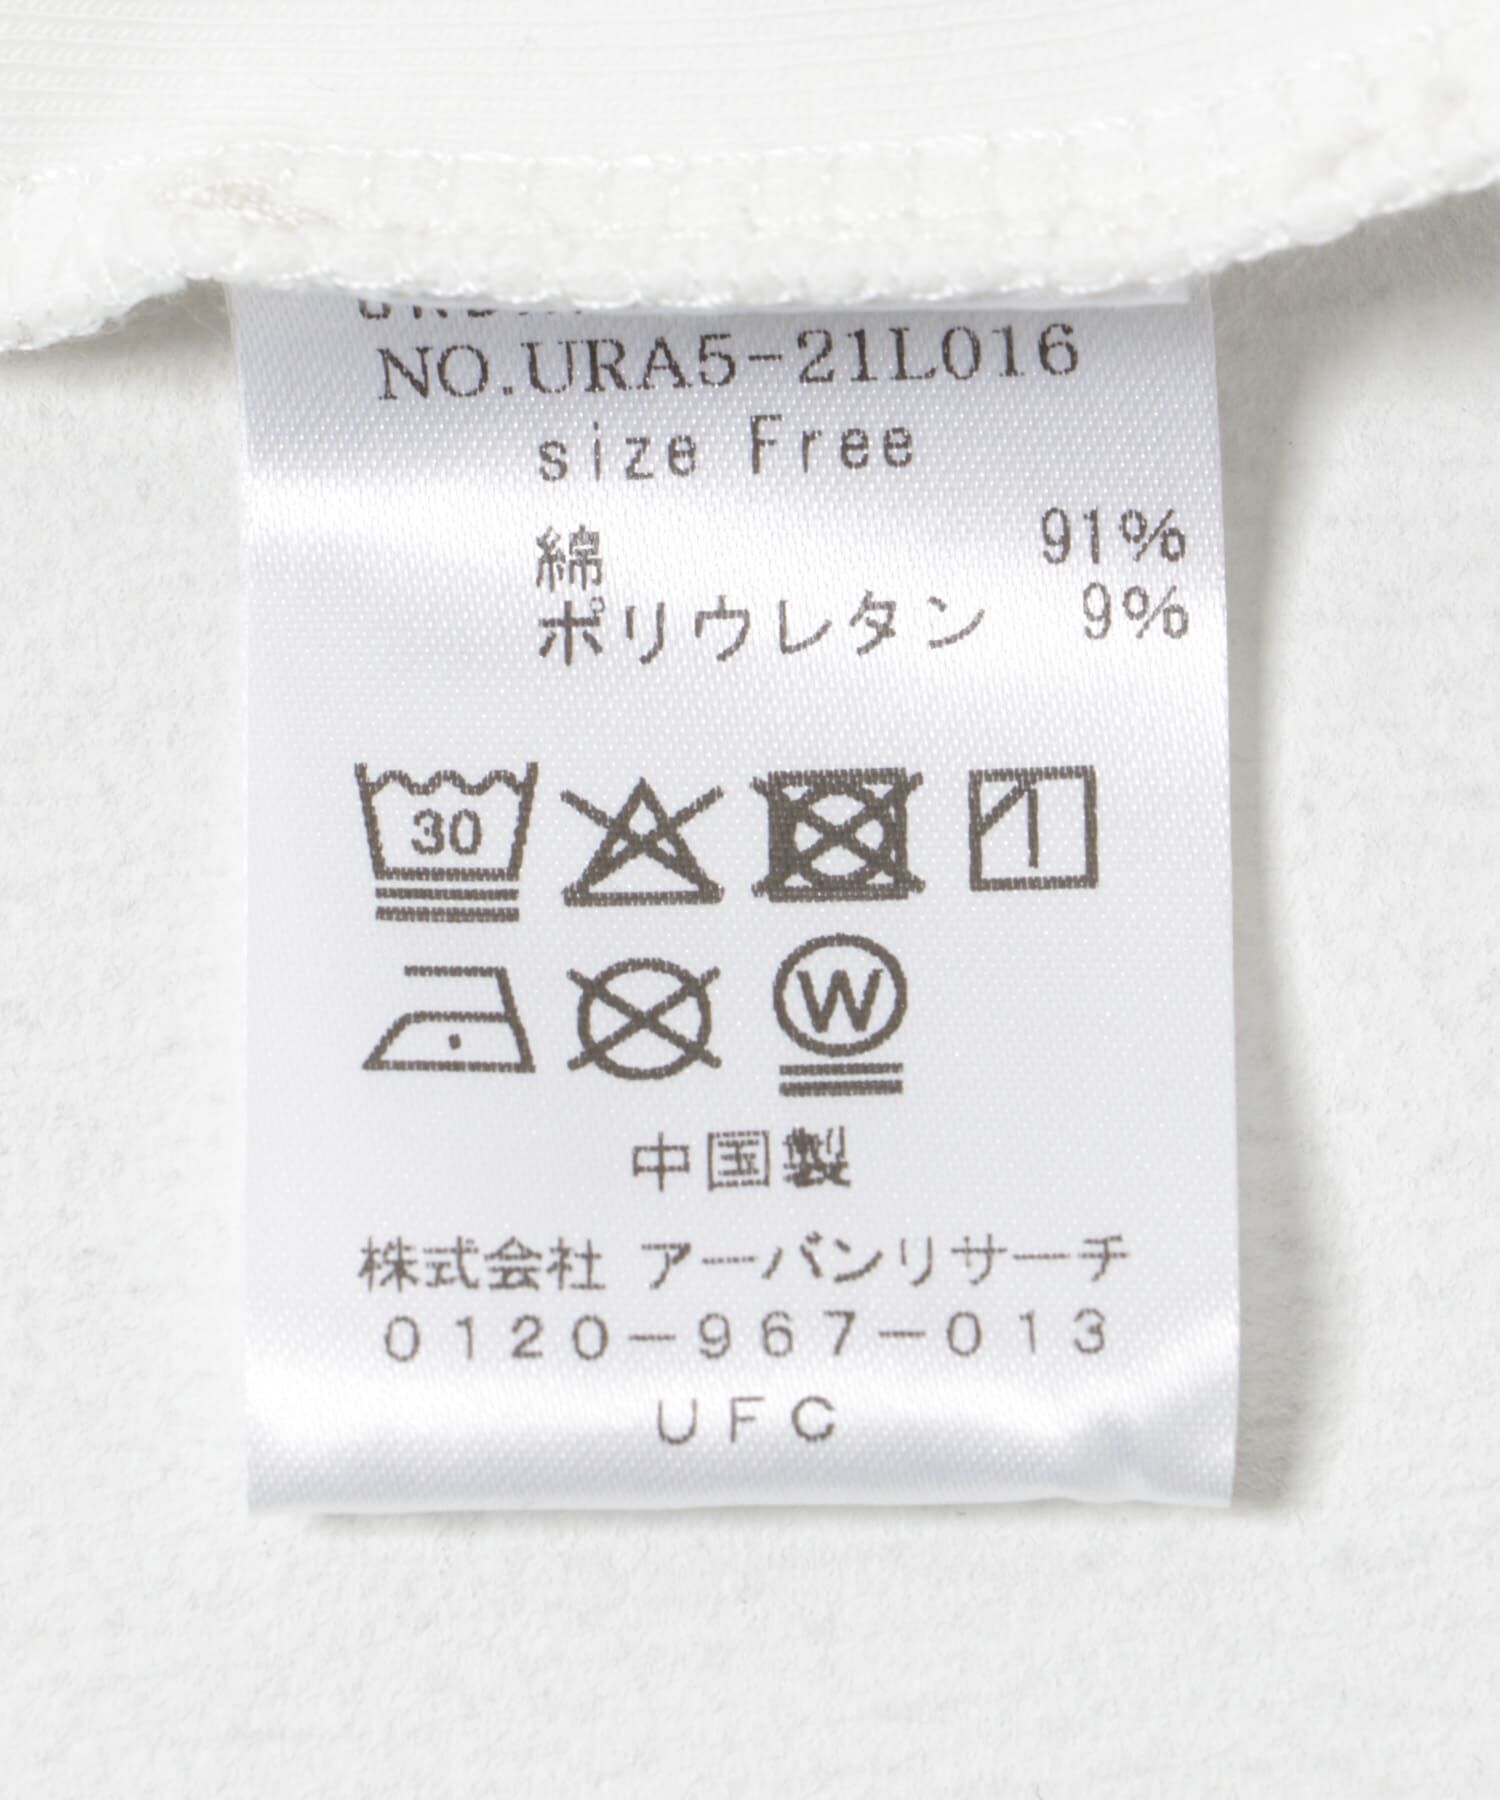 NO.URA5-21L016
size Free
綿 91%
ポリウレタン 9%
30
W
中国製
株式会社 アーバンリサーチ
0120-967-013
UFC